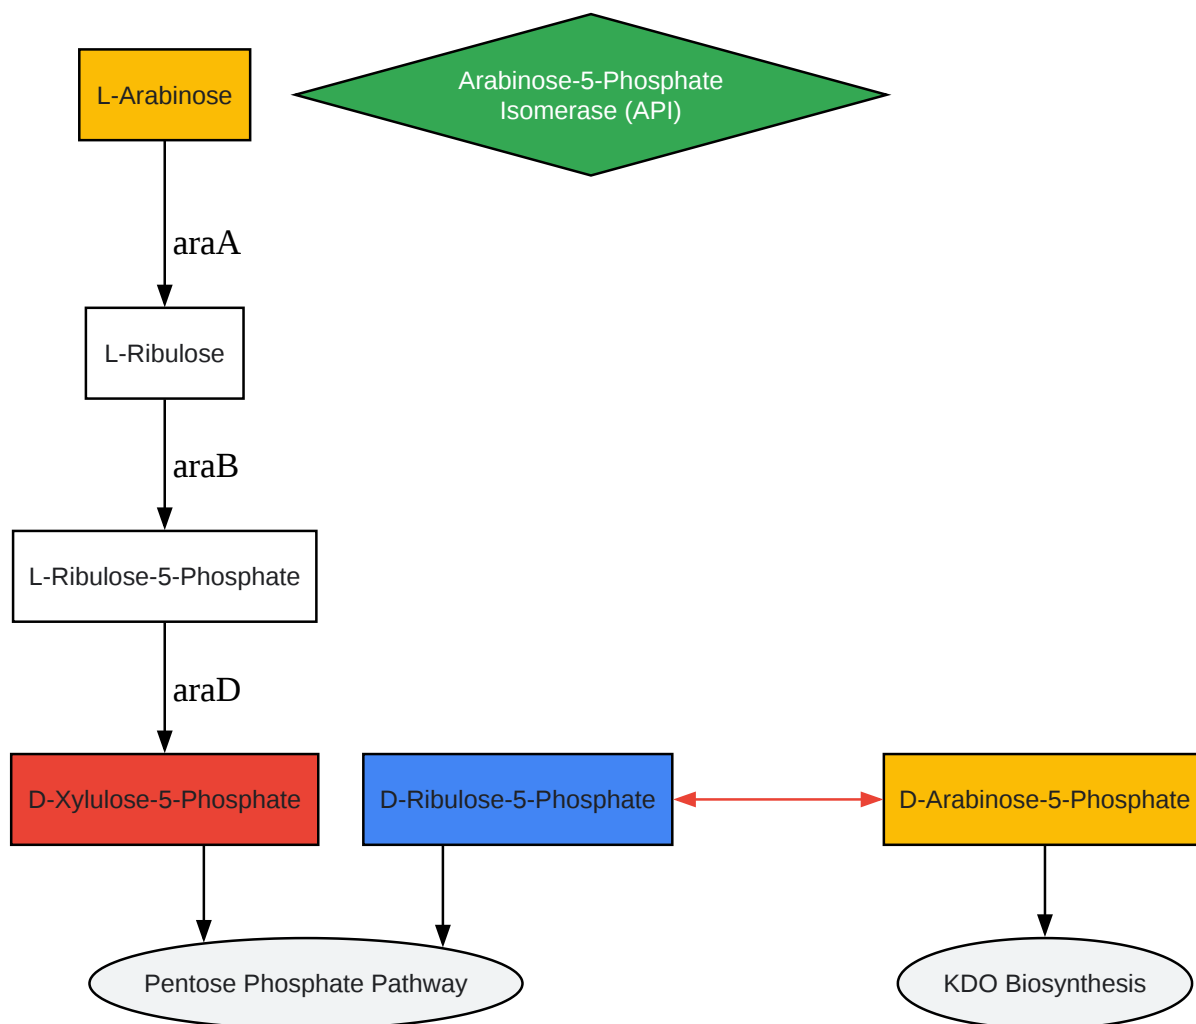 L-Arabinose
Arabinose-5-Phosphate
Isomerase (API)
araA
L-Ribulose
araB
L-Ribulose-5-Phosphate
araD
D-Xylulose-5-Phosphate
D-Ribulose-5-Phosphate
D-Arabinose-5-Phosphate
Pentose Phosphate Pathway
KDO Biosynthesis